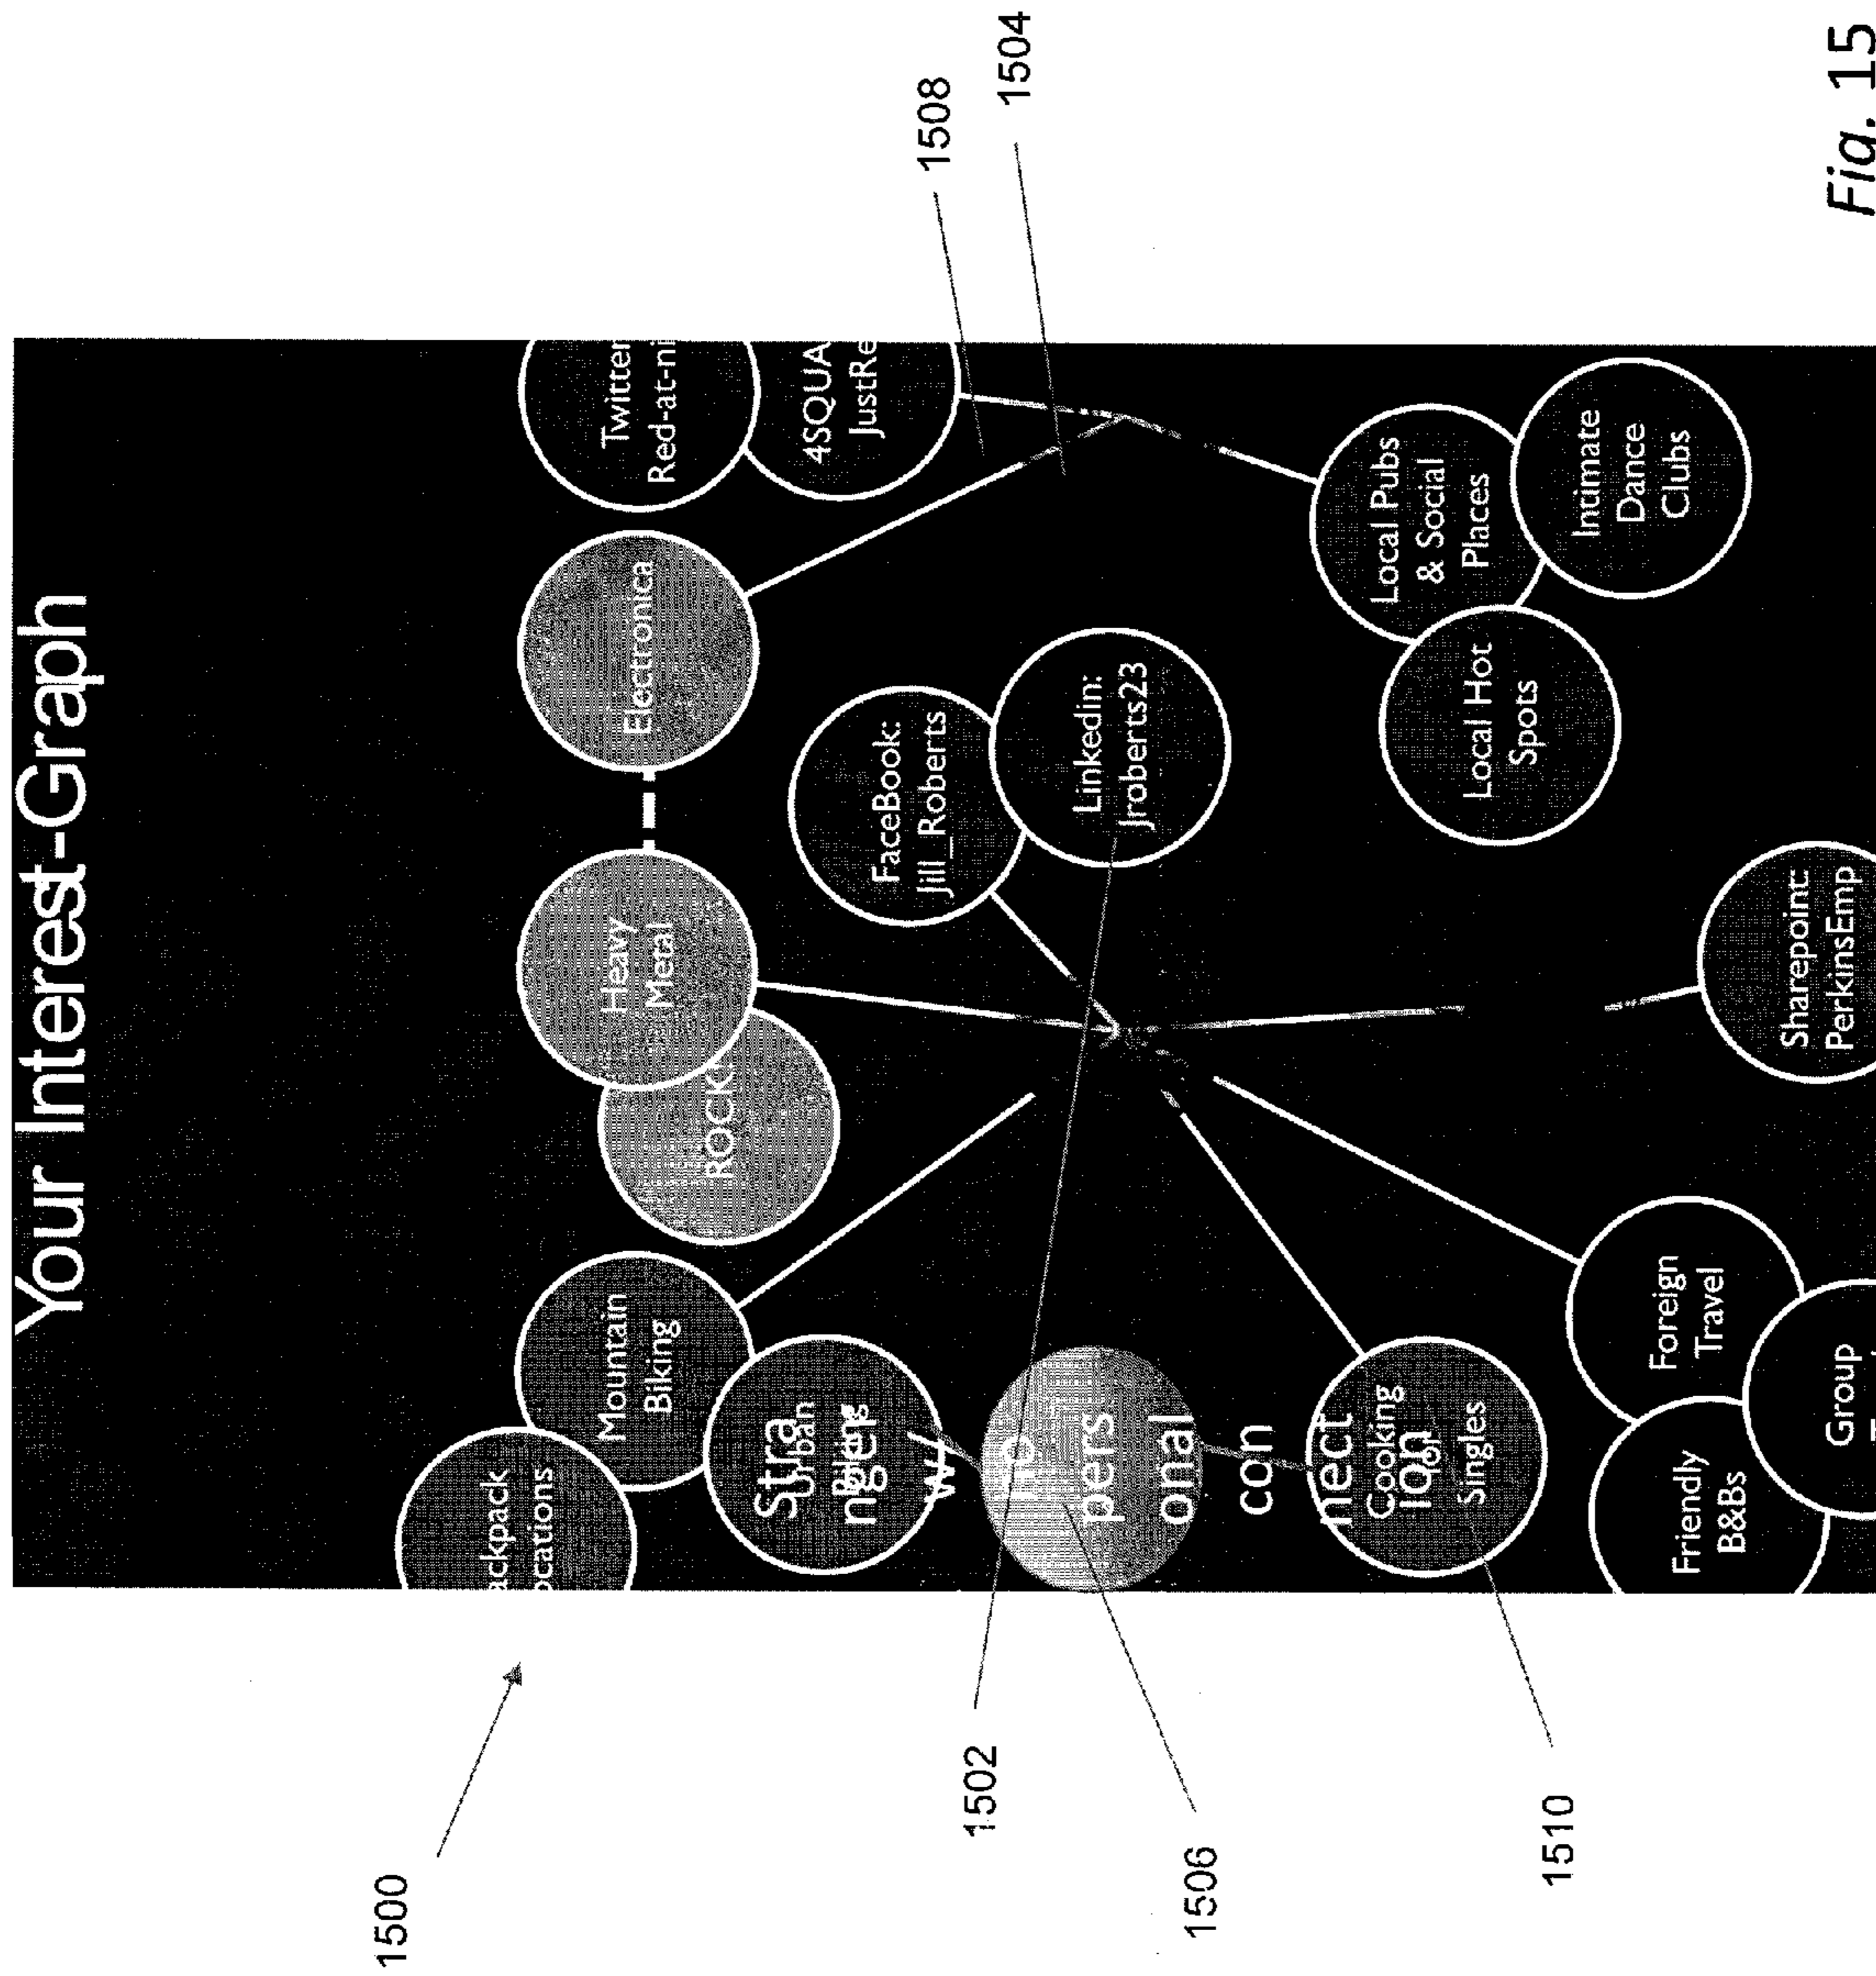 Your Interest-Graph
ackpack
ocations
Mountain
Biking
Heavy
Metal
ROCK
Electronica
Twitter
Red-at-ni
4SQUA
JustRe
Stra
Urban
Biking
nger
w/
no
pers
onal
con
nect
ion
Cooking
for
Singles
FaceBook:
Jill_Roberts
Linkedin:
Jroberts23
Local Pubs
& Social
Places
Local Hot
Spots
Intimate
Dance
Clubs
Foreign
Travel
Friendly
B&Bs
Group
Sharepoint:
PerkinsEmp
1500
1502
1506
1510
1508
1504
Fig. 15